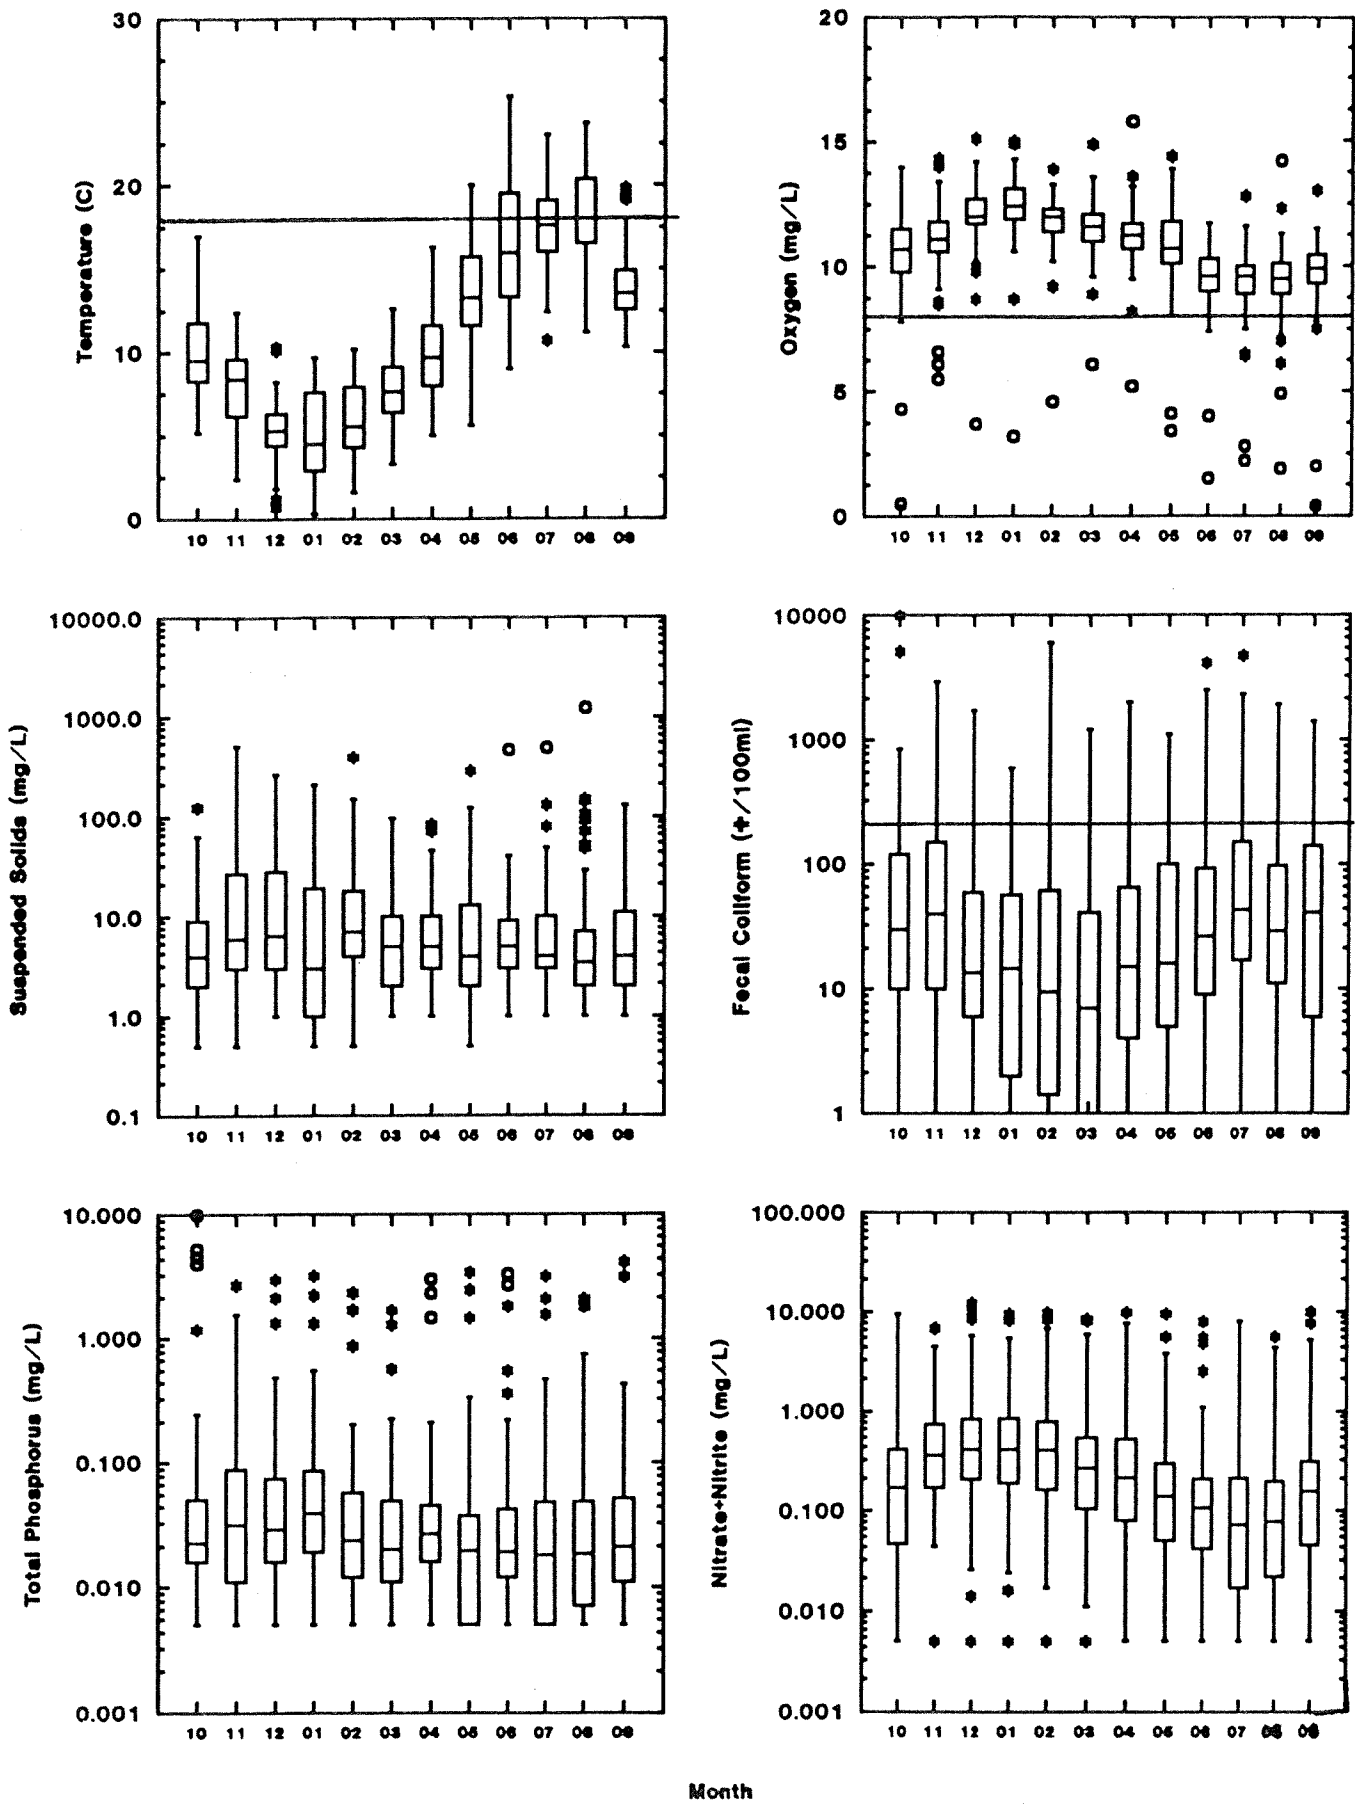 30
20
10
0
Temperature (C)
10 11 12 01 02 03 04 05 06 07 08 09
20
15
10
5
0
Oxygen (mg/L)
10 11 12 01 02 03 04 05 06 07 08 09
10000.0
1000.0
100.0
10.0
1.0
0.1
Suspended Solids (mg/L)
10 11 12 01 02 03 04 05 06 07 08 09
10000
1000
100
10
1
Fecal Coliform (+/100ml)
10 11 12 01 02 03 04 05 06 07 08 09
10.000
1.000
0.100
0.010
0.001
Total Phosphorus (mg/L)
10 11 12 01 02 03 04 05 06 07 08 09
100.000
10.000
1.000
0.100
0.010
0.001
Nitrate+Nitrite (mg/L)
10 11 12 01 02 03 04 05 06 07 08 09
Month